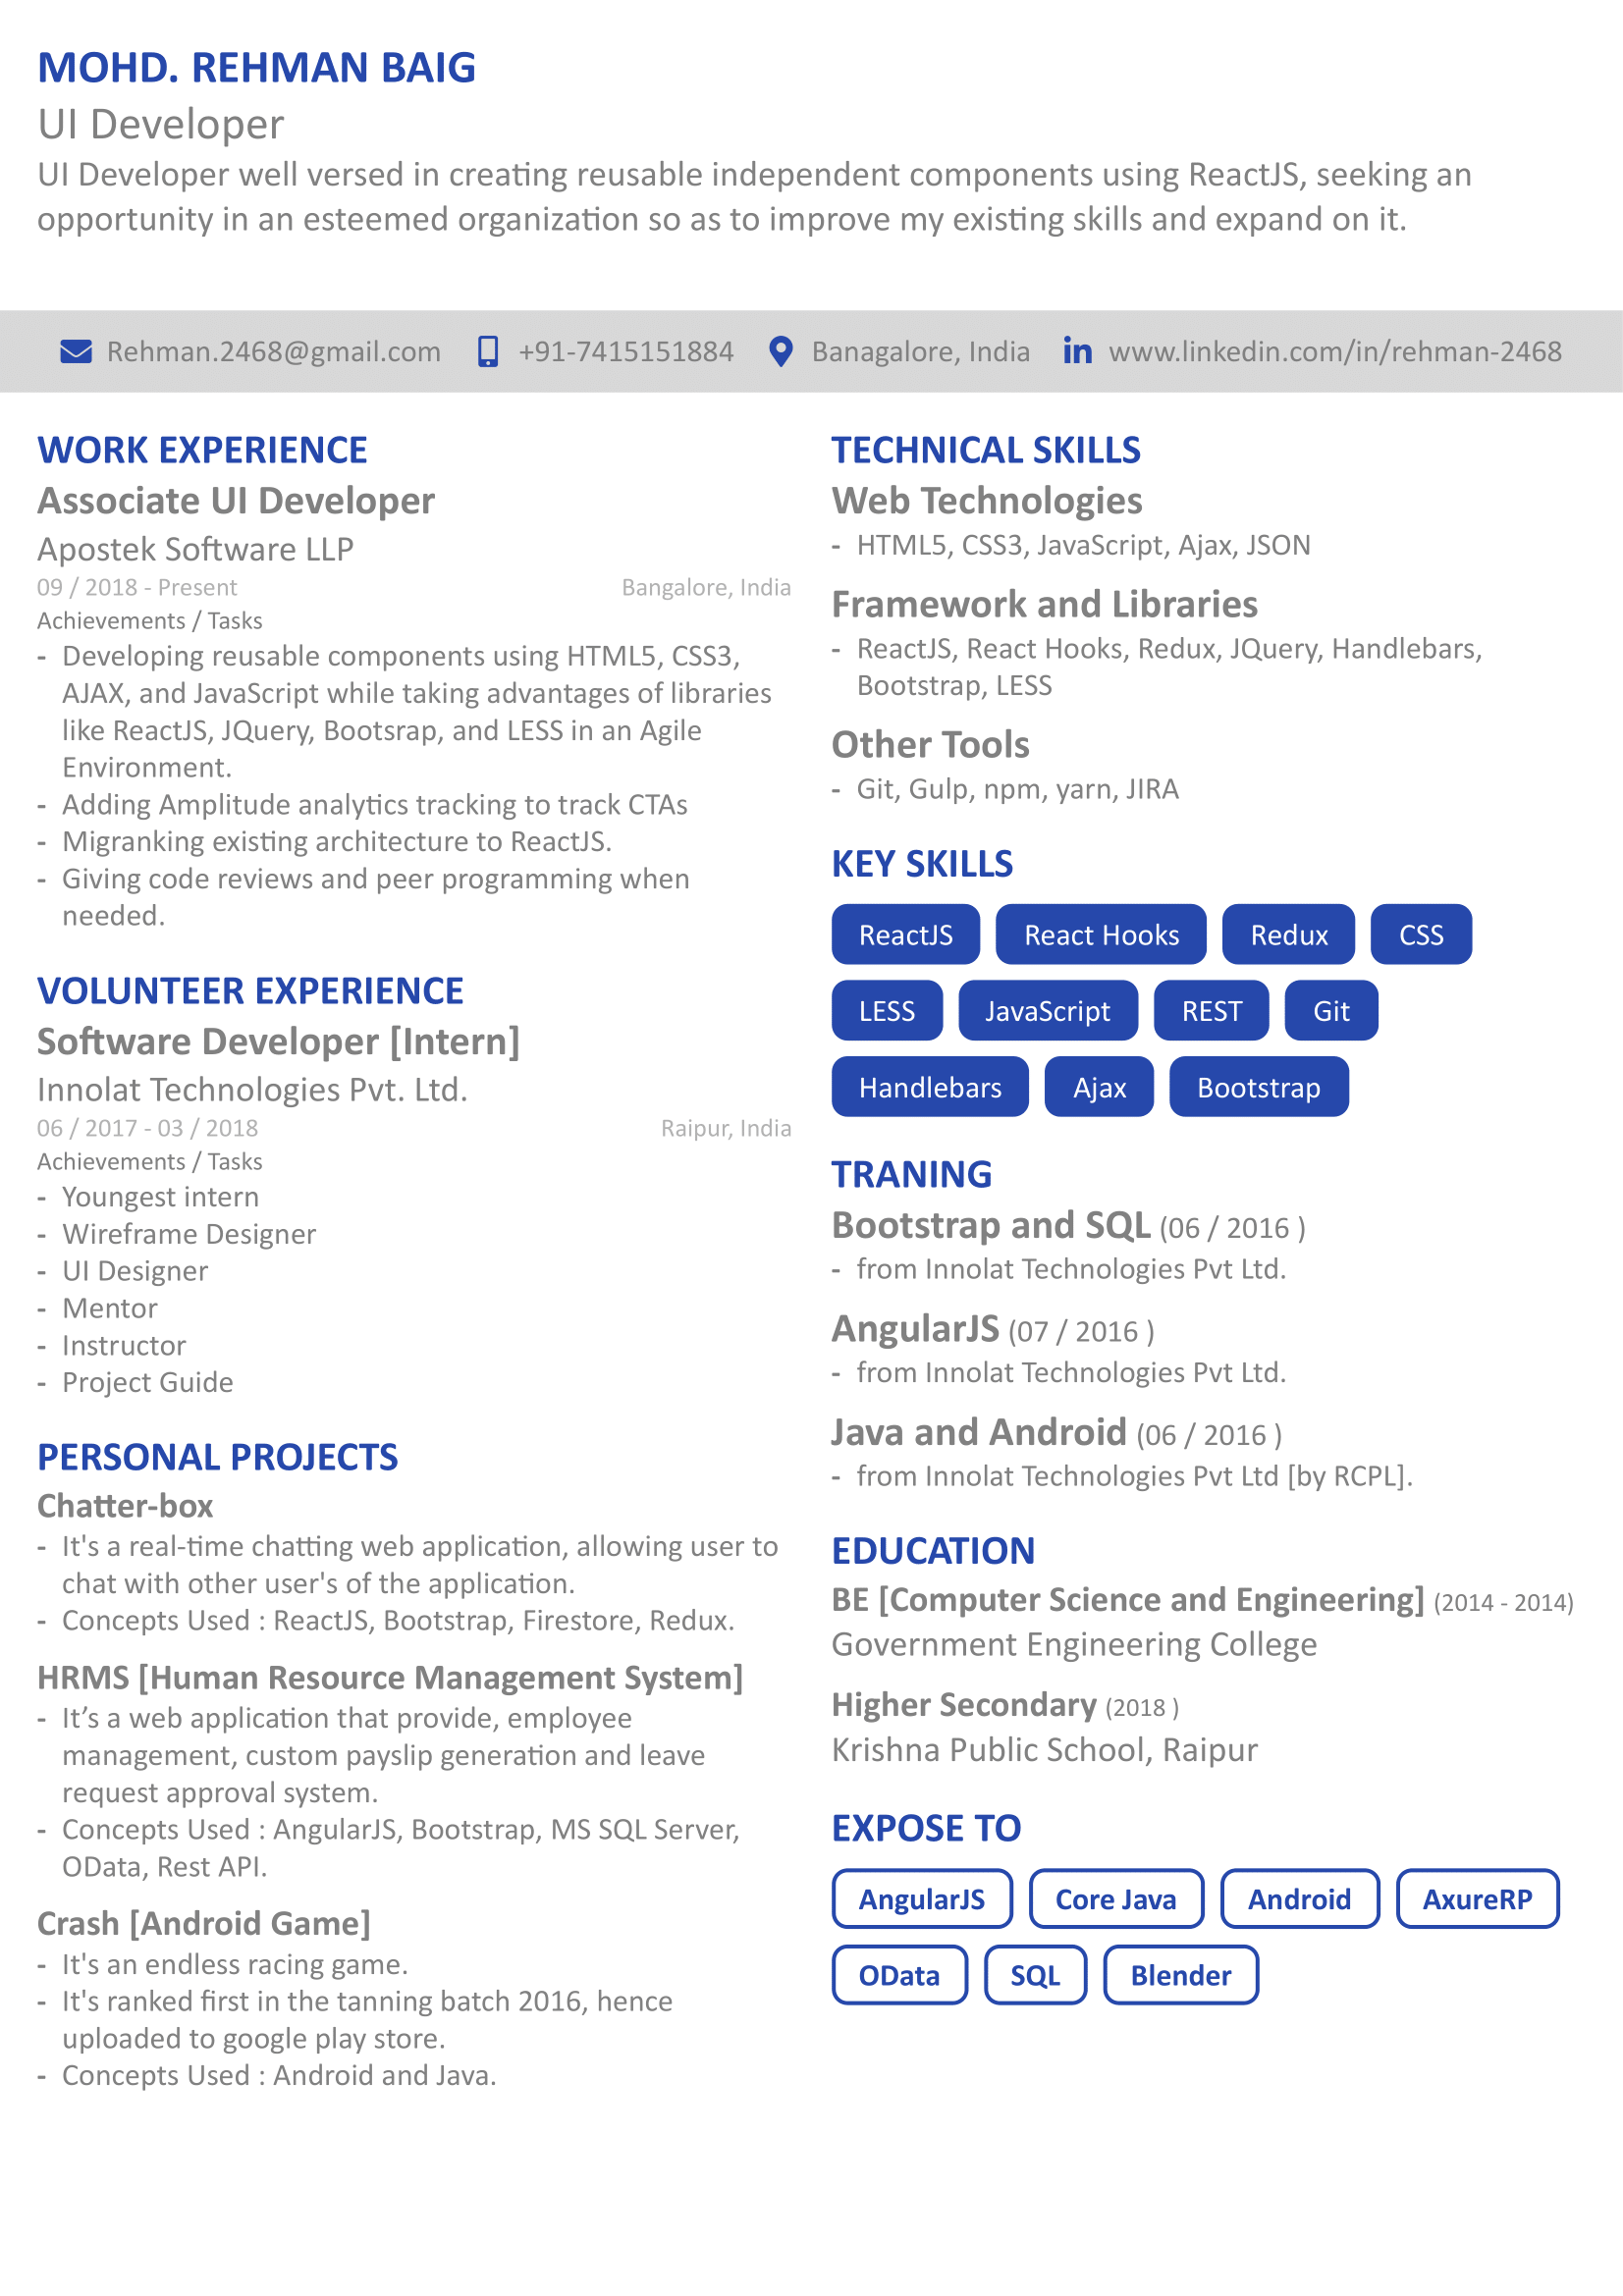 MOHD. REHMAN BAIG
UI Developer
UI Developer well versed in creating reusable independent components using ReactJS, seeking an
opportunity in an esteemed organization so as to improve my existing skills and expand on it.
Rehman.2468@gmail.com +91-7415151884 Banagalore, India www.linkedin.com/in/rehman-2468
WORK EXPERIENCE
Associate UI Developer
Apostek Software LLP
09 / 2018 - Present Bangalore, India
Achievements / Tasks
- Developing reusable components using HTML5, CSS3,
AJAX, and JavaScript while taking advantages of libraries
like ReactJS, JQuery, Bootsrap, and LESS in an Agile
Environment.
- Adding Amplitude analytics tracking to track CTAs
- Migranking existing architecture to ReactJS.
- Giving code reviews and peer programming when
needed.
VOLUNTEER EXPERIENCE
Software Developer [Intern]
Innolat Technologies Pvt. Ltd.
06 / 2017 - 03 / 2018 Raipur, India
Achievements / Tasks
- Youngest intern
- Wireframe Designer
- UI Designer
- Mentor
- Instructor
- Project Guide
PERSONAL PROJECTS
Chatter-box
- It's a real-time chatting web application, allowing user to
chat with other user's of the application.
- Concepts Used : ReactJS, Bootstrap, Firestore, Redux.
HRMS [Human Resource Management System]
- It’s a web application that provide, employee
management, custom payslip generation and leave
request approval system.
- Concepts Used : AngularJS, Bootstrap, MS SQL Server,
OData, Rest API.
Crash [Android Game]
- It's an endless racing game.
- It's ranked first in the tanning batch 2016, hence
uploaded to google play store.
- Concepts Used : Android and Java.
TECHNICAL SKILLS
Web Technologies
- HTML5, CSS3, JavaScript, Ajax, JSON
Framework and Libraries
- ReactJS, React Hooks, Redux, JQuery, Handlebars,
Bootstrap, LESS
Other Tools
- Git, Gulp, npm, yarn, JIRA
KEY SKILLS
ReactJS React Hooks Redux CSS
LESS JavaScript REST Git
Handlebars Ajax Bootstrap
TRANING
Bootstrap and SQL (06 / 2016 )
- from Innolat Technologies Pvt Ltd.
AngularJS (07 / 2016 )
- from Innolat Technologies Pvt Ltd.
Java and Android (06 / 2016 )
- from Innolat Technologies Pvt Ltd [by RCPL].
EDUCATION
BE [Computer Science and Engineering] (2014 - 2014)
Government Engineering College
Higher Secondary (2018 )
Krishna Public School, Raipur
EXPOSE TO
AngularJS Core Java Android AxureRP
OData SQL Blender